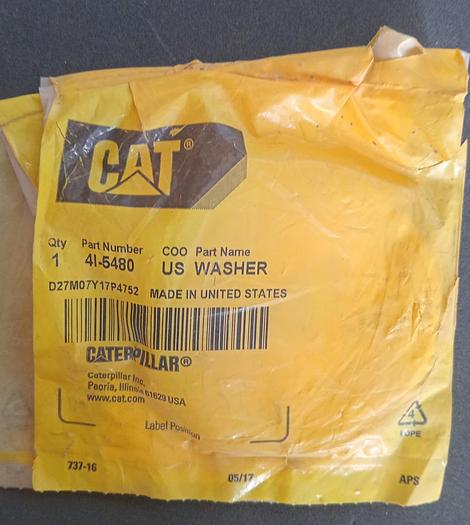 CAT®
Qty Part Number COO Part Name
1 4I-5480 US WASHER
D27M07Y17P4752 MADE IN UNITED STATES
CATERPILLAR®
Caterpillar Inc.
Peoria, Illinois 61629 USA
www.cat.com
Label Position
4
LDPE
737-16 05/17 APS